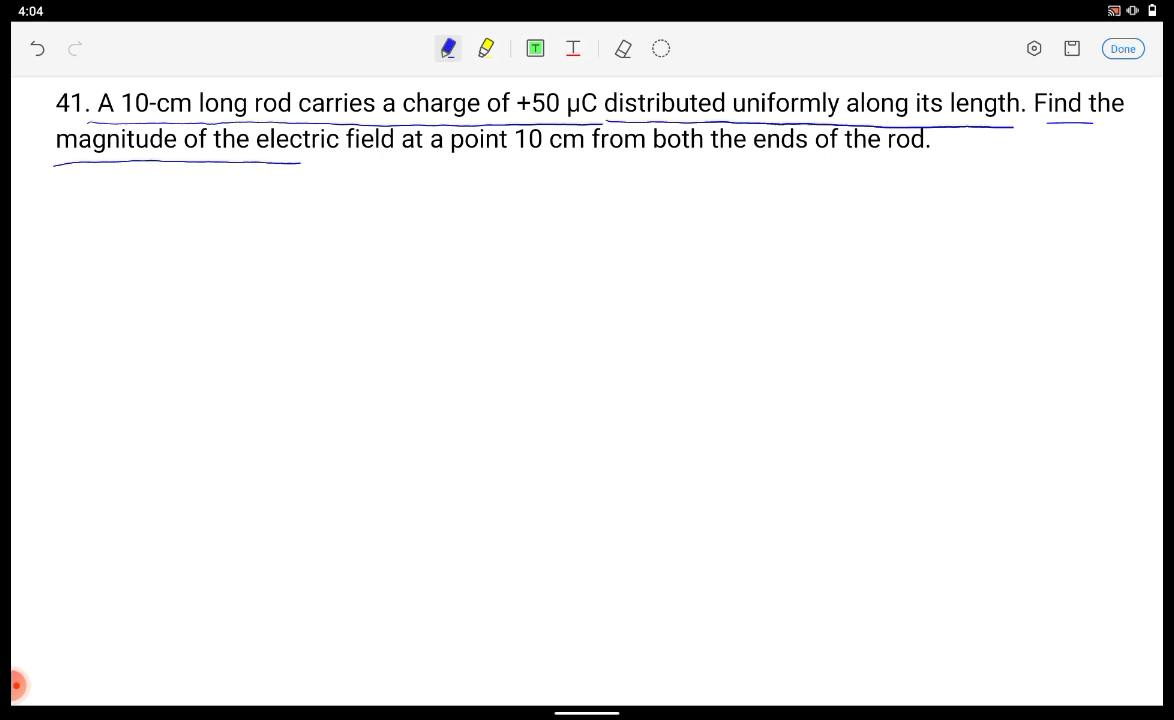 4:04
Done
41. A 10-cm long rod carries a charge of +50 μC distributed uniformly along its length. Find the
magnitude of the electric field at a point 10 cm from both the ends of the rod.